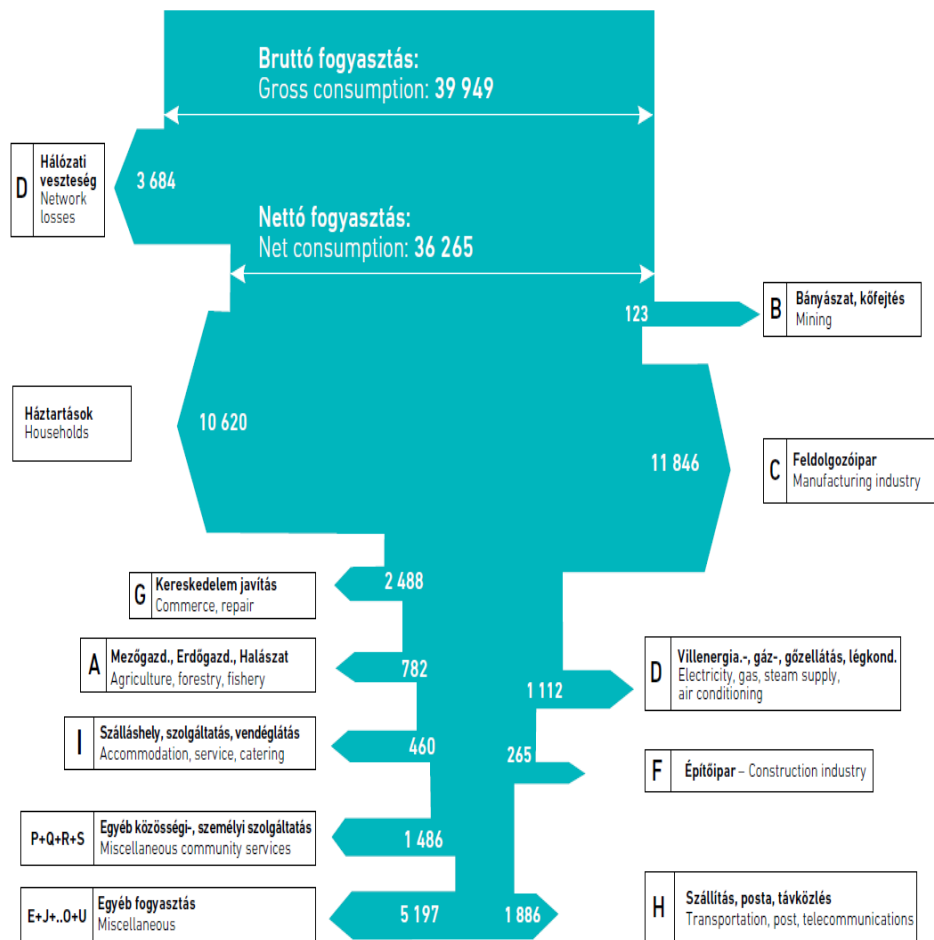 Bruttó fogyasztás:
Gross consumption: 39 949
D
Hálózati
veszteség
Network
losses
3 684
Nettó fogyasztás:
Net consumption: 36 265
123
B
Bányászat, kőfejtés
Mining
Háztartások
Households
10 620
11 846
C
Feldolgozóipar
Manufacturing industry
G
Kereskedelem javítás
Commerce, repair
2 488
A
Mezőgazd., Erdőgazd., Halászat
Agriculture, forestry, fishery
782
1 112
D
Villenergia.-, gáz-, gőzellátás, légkond.
Electricity, gas, steam supply,
air conditioning
I
Szálláshely, szolgáltatás, vendéglátás
Accommodation, service, catering
460
265
F
Építőipar – Construction industry
P+Q+R+S
Egyéb közösségi-, személyi szolgáltatás
Miscellaneous community services
1 486
E+J+..O+U
Egyéb fogyasztás
Miscellaneous
5 197
1 886
H
Szállítás, posta, távközlés
Transportation, post, telecommunications